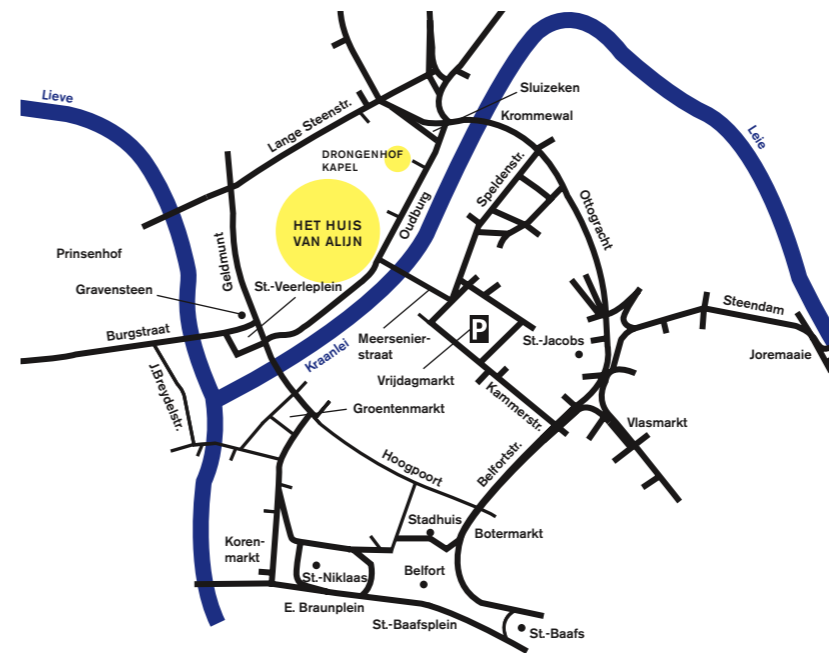 Lieve
Sluizeken
Krommewal
Lange Steenstr.
Leie
DRONGENHOF
KAPEL
Speldenstr.
Ottogracht
HET HUIS
VAN ALIJN
Oudburg
Prinsenhof
Geldmunt
St.-Veerleplein
Gravensteen
Steendam
Burgstraat
P
Meersenier-
straat
St.-Jacobs
Joremaaie
Kraanlei
J.Breydelstr.
Vrijdagmarkt
Groentenmarkt
Kammerstr.
Vlasmarkt
Hoogpoort
Belfortstr.
Stadhuis
Botermarkt
Koren-
markt
St.-Niklaas
Belfort
E. Braunplein
St.-Baafsplein
St.-Baafs